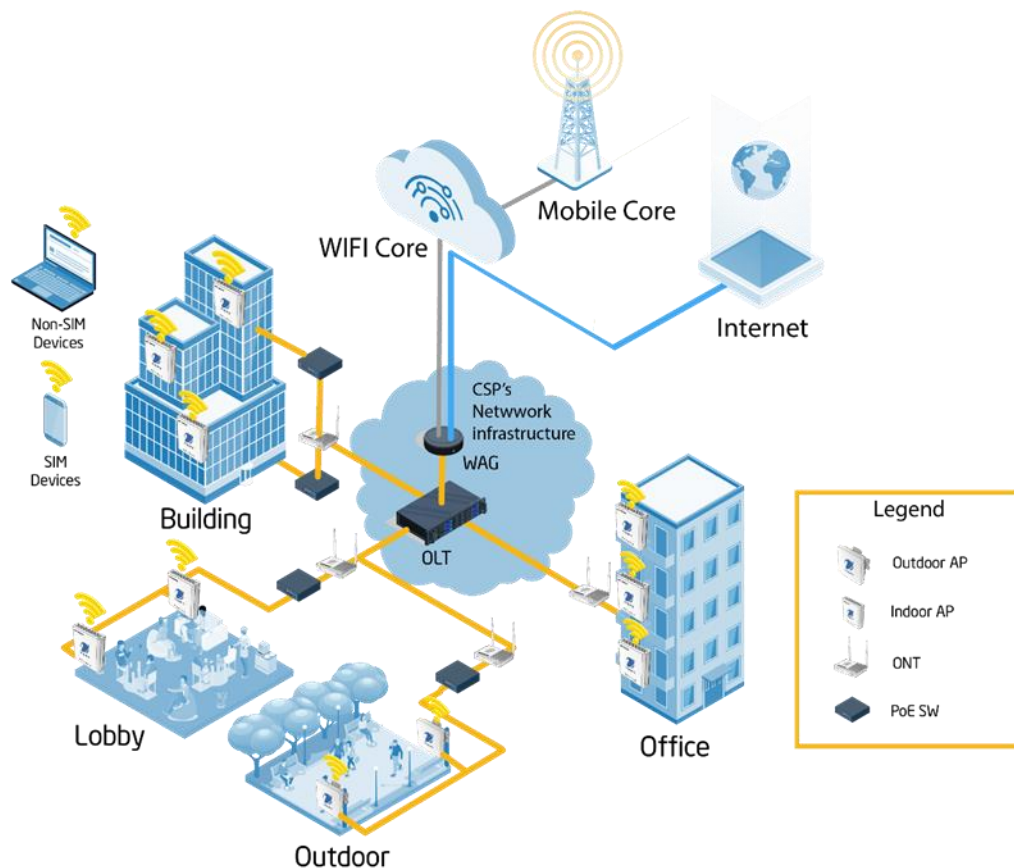 Mobile Core
WIFI Core
Internet
Non-SIM
Devices
SIM
Devices
CSP's
Netwwork
infrastructure
WAG
OLT
Building
Lobby
Outdoor
Office
Legend
Outdoor AP
Indoor AP
ONT
PoE SW